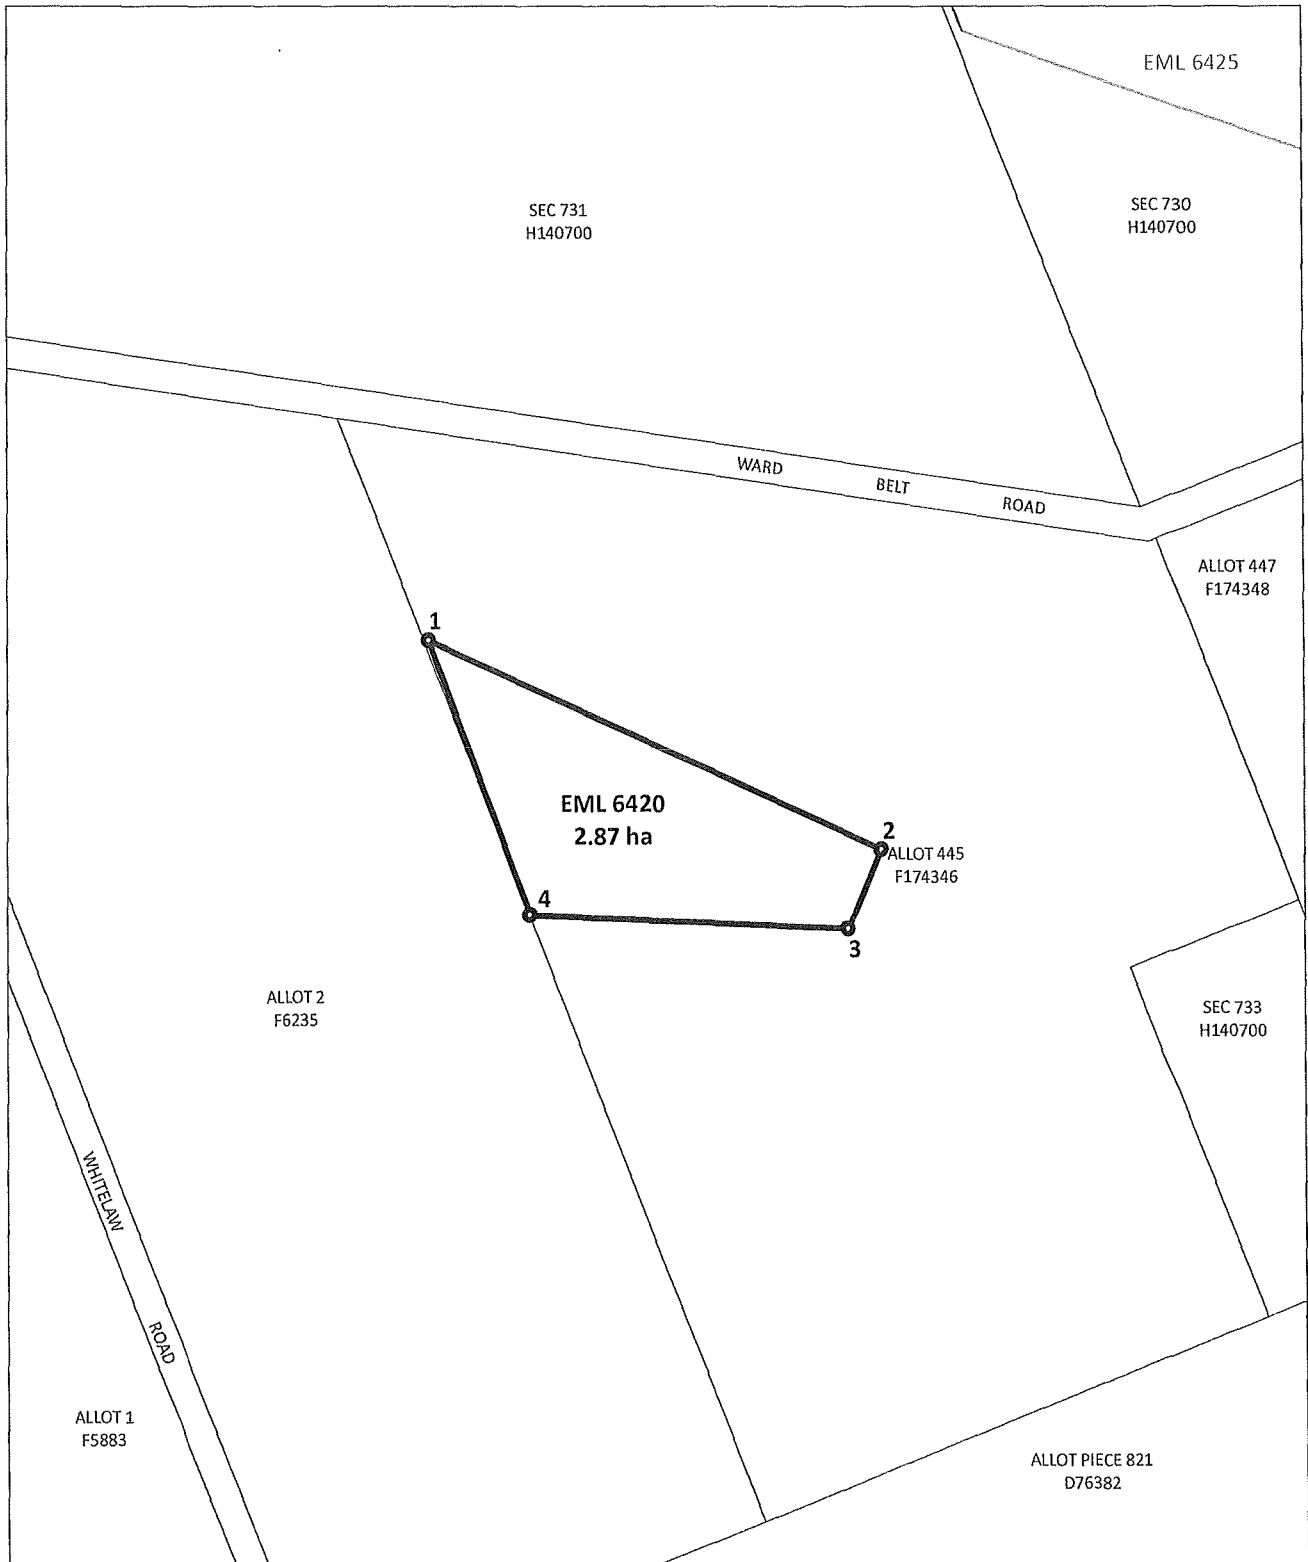 EML 6425
SEC 731
H140700
SEC 730
H140700
WARD BELT ROAD
ALLOT 447
F174348
1
EML 6420
2.87 ha
2
ALLOT 445
F174346
4
3
ALLOT 2
F6235
SEC 733
H140700
WHITELAW ROAD
ALLOT 1
F5883
ALLOT PIECE 821
D76382